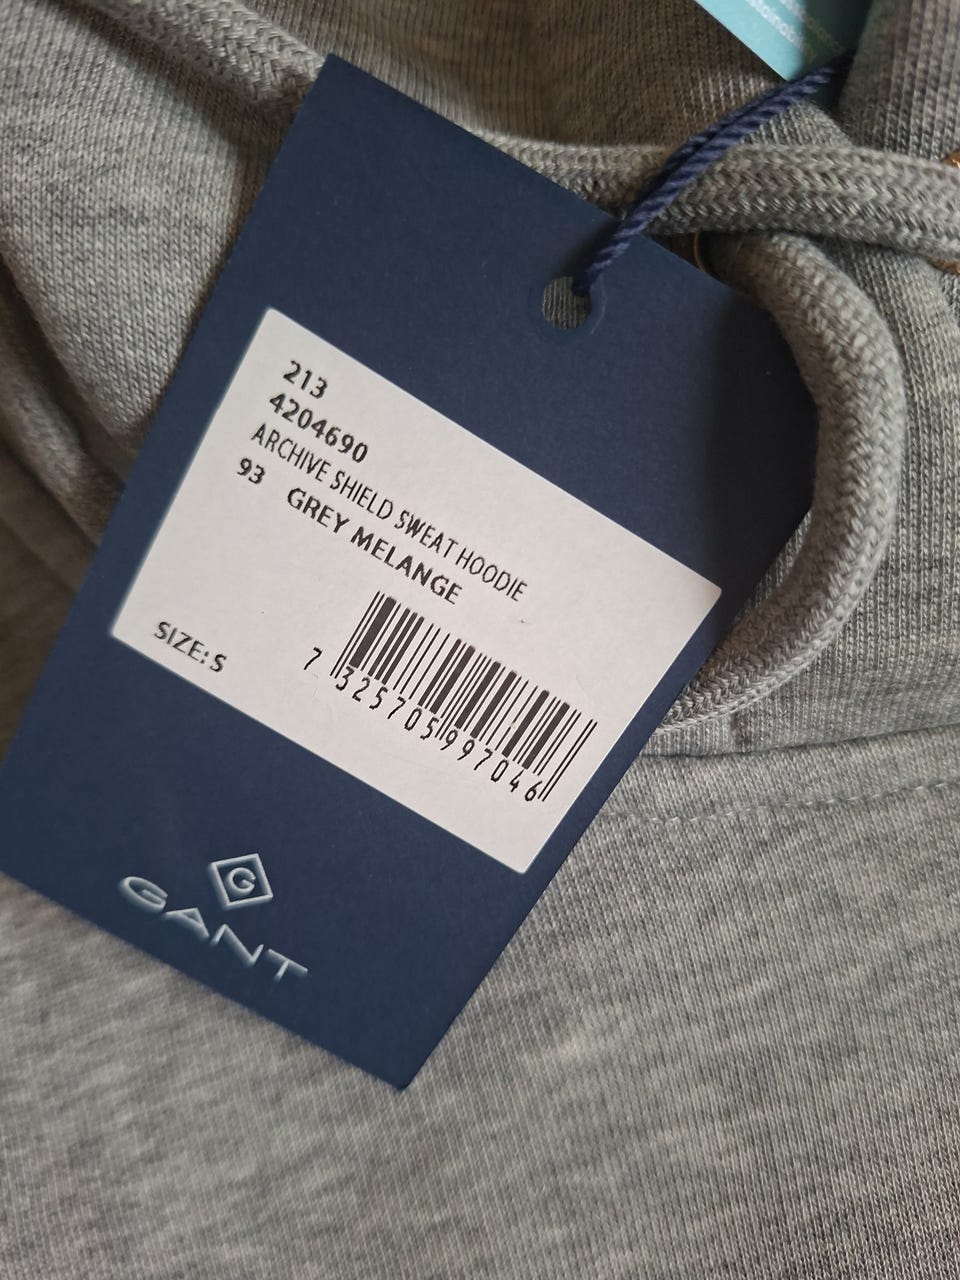 213
4204690
ARCHIVE SHIELD SWEAT HOODIE
93 GREY MELANGE
SIZE: S
7 325705 997046
G
GANT